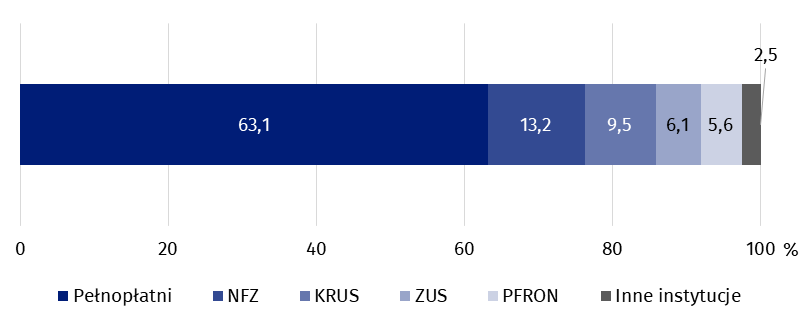 2,5
63,1 13,2 9,5 6,1 5,6
0 20 40 60 80 100 %
Pełnopłatni NFZ KRUS ZUS PFRON Inne instytucje